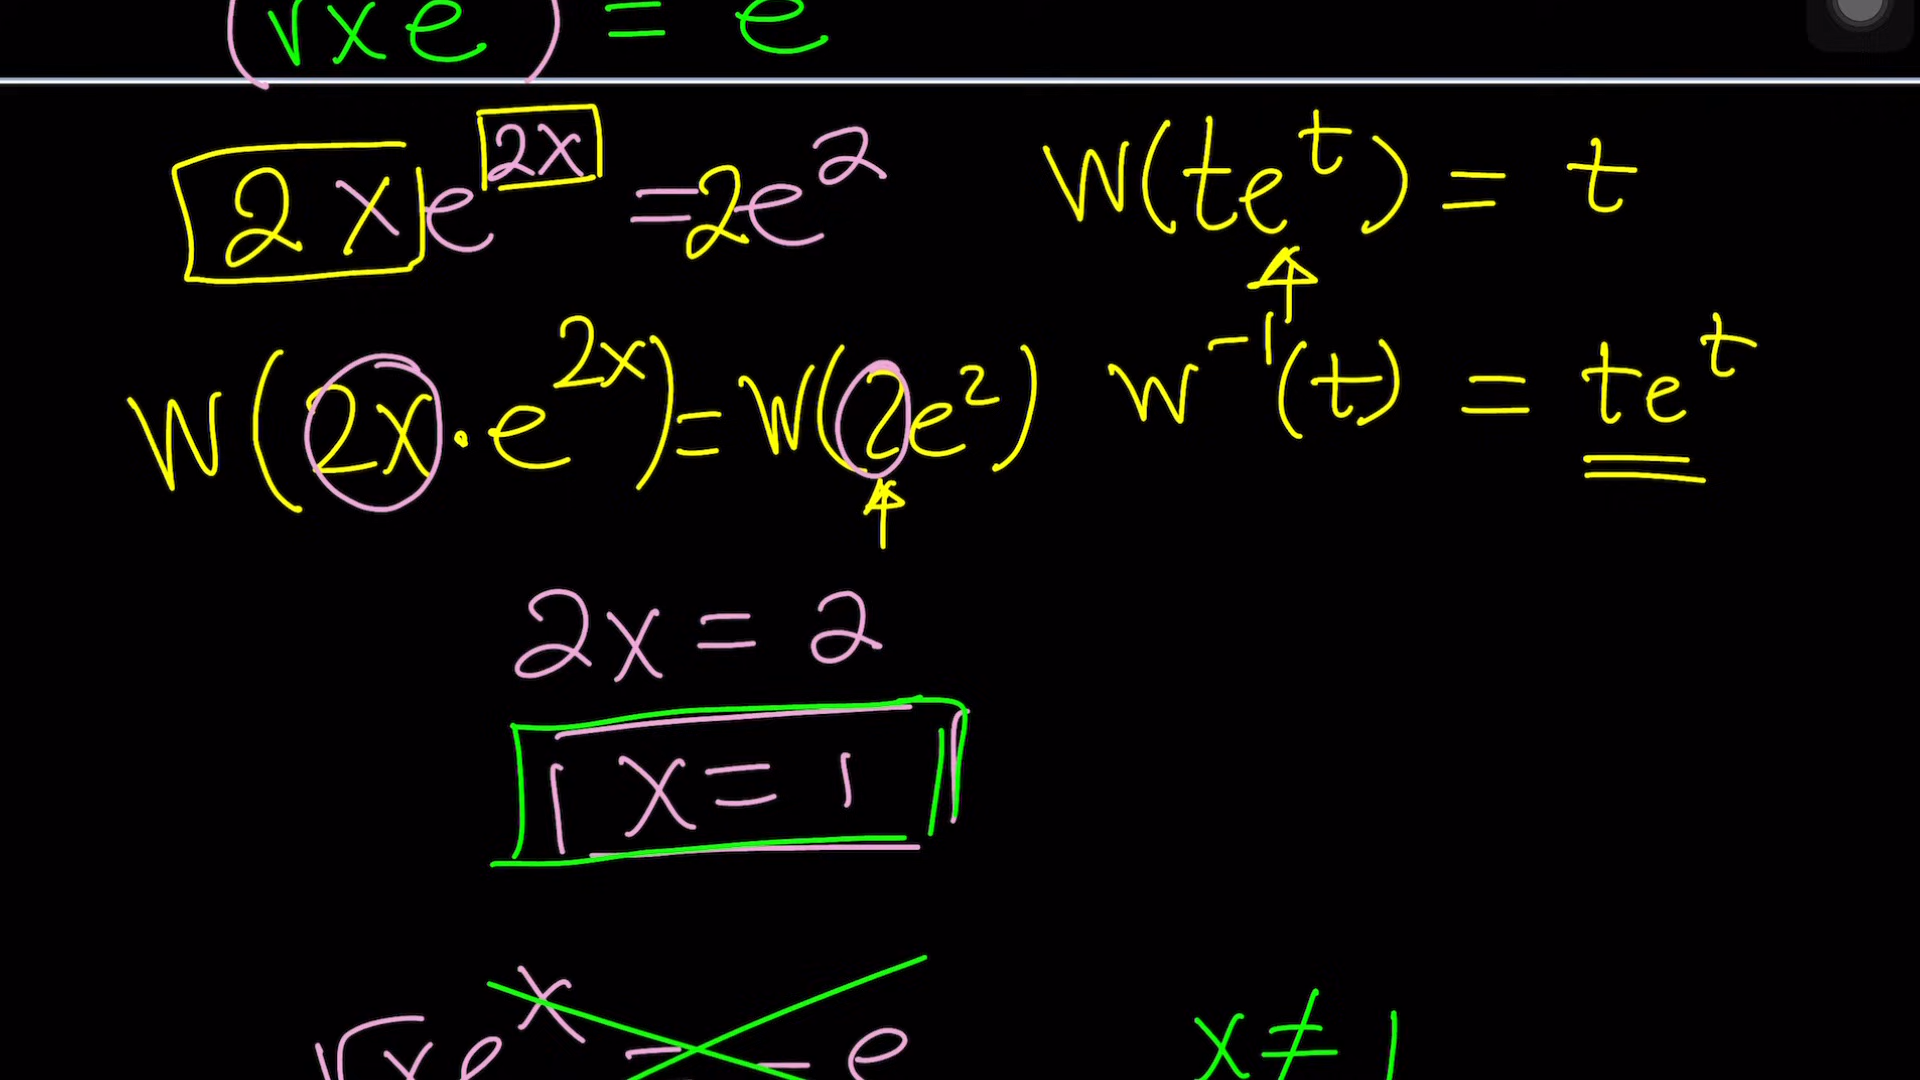 (√x e ) = e
2x e^{2x} = 2e^2
W(te^t) = t
W(2x · e^{2x}) = W(2e^2)
W^{-1}(t) = te^t
2x = 2
x = 1
√x e^x = - e
x ≠ 1